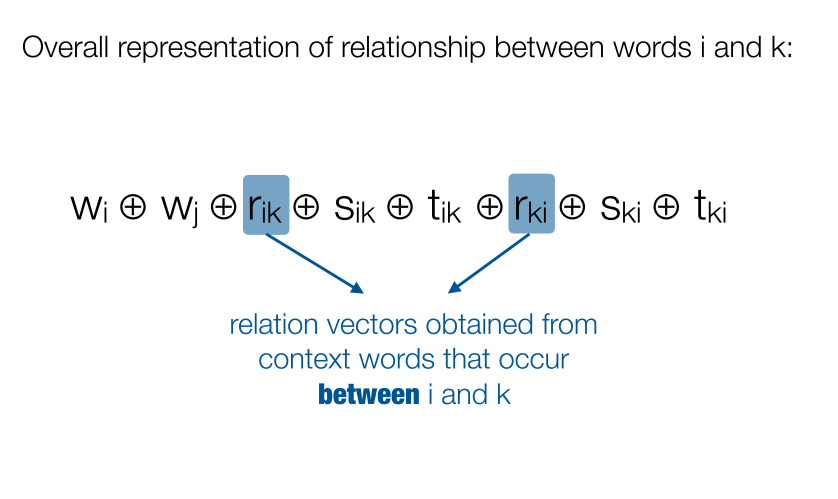 Overall representation of relationship between words i and k:
wᵢ ⊕ wⱼ ⊕ rᵢₖ ⊕ sᵢₖ ⊕ tᵢₖ ⊕ rₖᵢ ⊕ sₖᵢ ⊕ tₖᵢ
relation vectors obtained from
context words that occur
between i and k